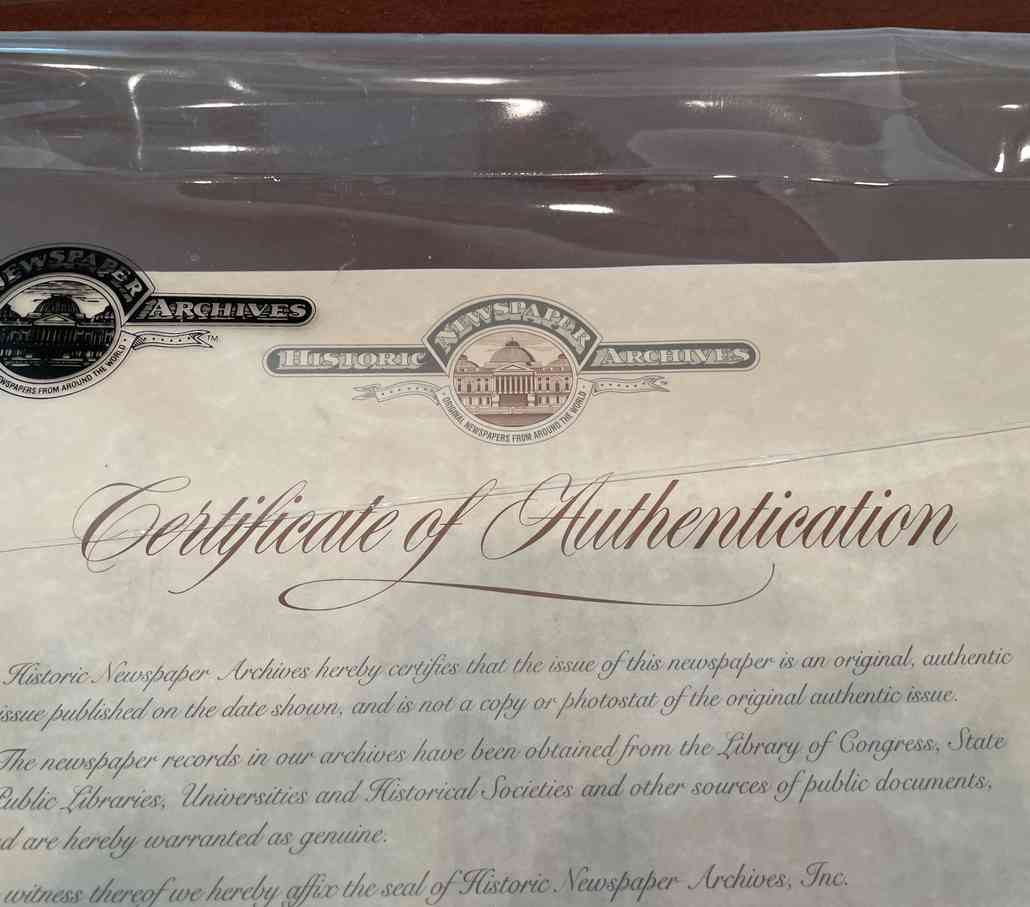 NEWSPAPER
ARCHIVES
TM
NEWSPAPERS FROM AROUND THE WORLD
NEWSPAPER
HISTORIC ARCHIVES
ORIGINAL NEWSPAPERS FROM AROUND THE WORLD
Certificate of Authentication
Historic Newspaper Archives hereby certifies that the issue of this newspaper is an original, authentic
issue published on the date shown, and is not a copy or photostat of the original authentic issue.
The newspaper records in our archives have been obtained from the Library of Congress, State
Public Libraries, Universities and Historical Societies and other sources of public documents,
d are hereby warranted as genuine.
witness thereof we hereby affix the seal of Historic Newspaper Archives, Inc.